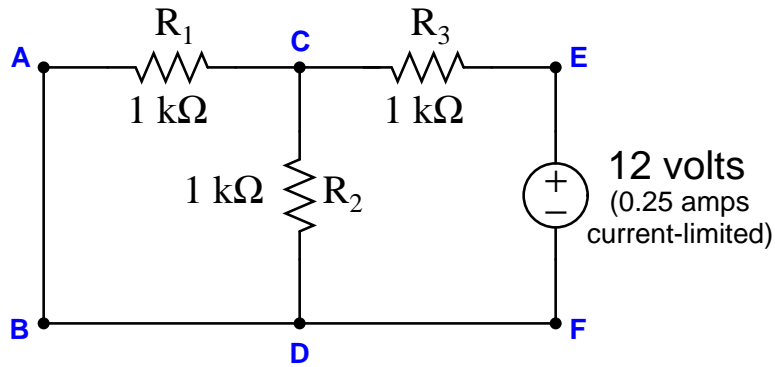 R1
C
R3
A
E
1 kΩ
1 kΩ
1 kΩ
R2
+
−
12 volts
(0.25 amps
current-limited)
B
D
F